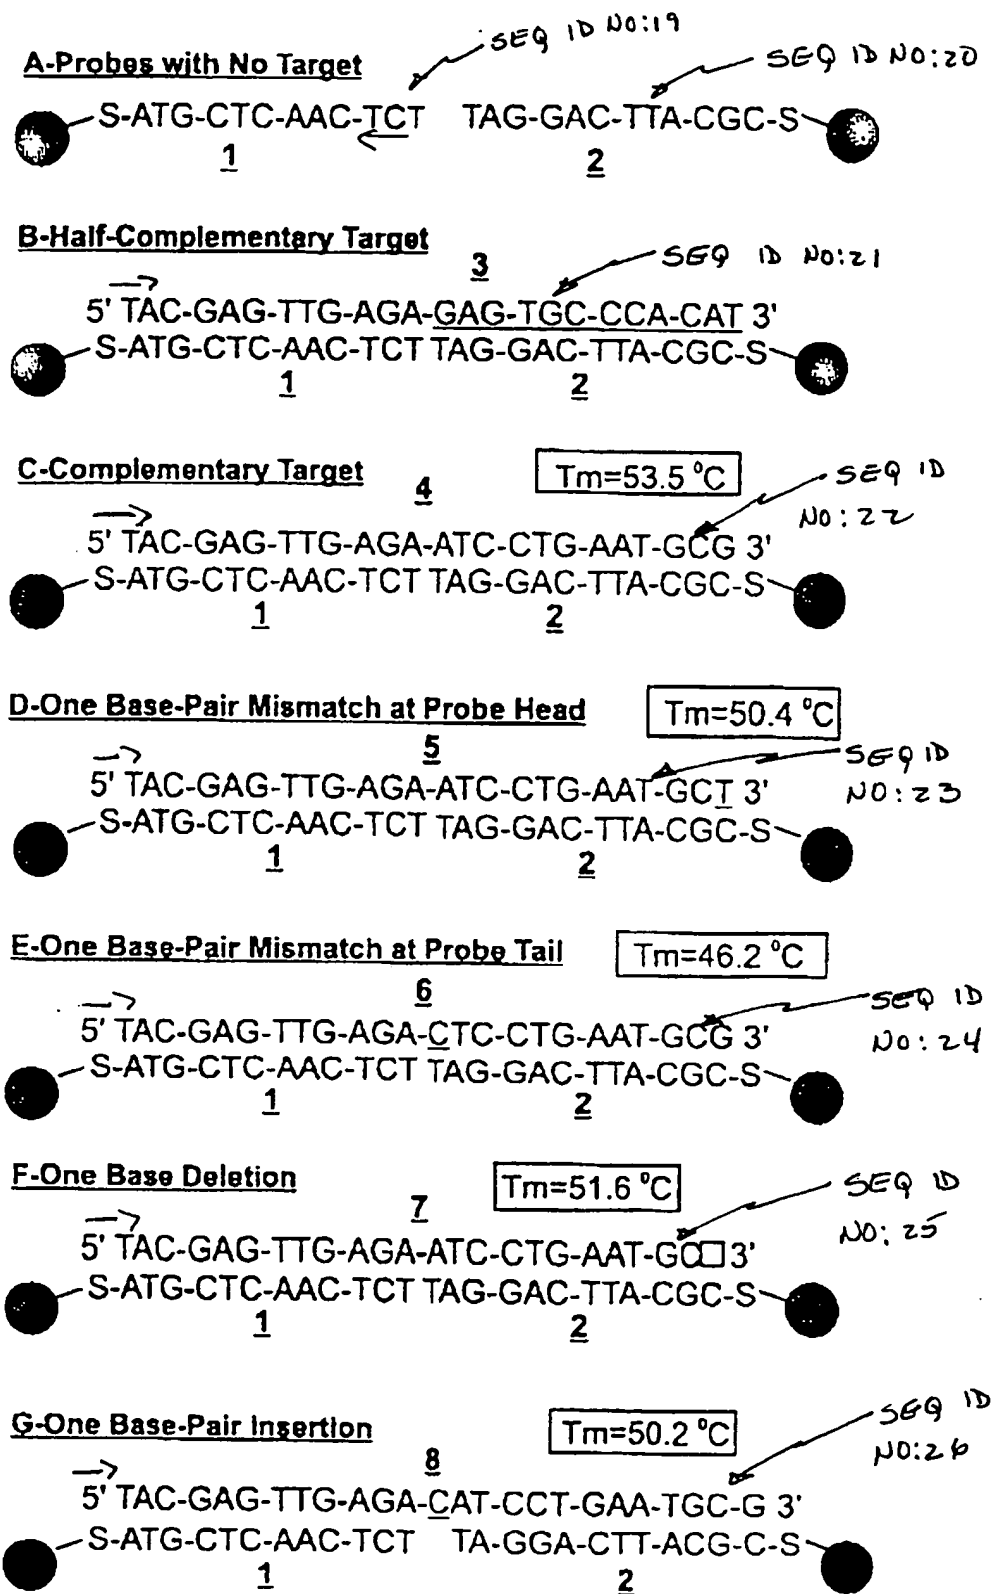 SEQ ID NO:19
A-Probes with No Target
SEQ ID NO:20
S-ATG-CTC-AAC-TCT TAG-GAC-TTA-CGC-S
1 2
B-Half-Complementary Target
3
SEQ ID NO:21
5' TAC-GAG-TTG-AGA-GAG-TGC-CCA-CAT 3'
S-ATG-CTC-AAC-TCT TAG-GAC-TTA-CGC-S
1 2
C-Complementary Target
4
Tm=53.5 °C
SEQ ID
NO:22
5' TAC-GAG-TTG-AGA-ATC-CTG-AAT-GCG 3'
S-ATG-CTC-AAC-TCT TAG-GAC-TTA-CGC-S
1 2
D-One Base-Pair Mismatch at Probe Head
Tm=50.4 °C
5
SEQ ID
NO:23
5' TAC-GAG-TTG-AGA-ATC-CTG-AAT-GCT 3'
S-ATG-CTC-AAC-TCT TAG-GAC-TTA-CGC-S
1 2
E-One Base-Pair Mismatch at Probe Tail
Tm=46.2 °C
6
SEQ ID
NO:24
5' TAC-GAG-TTG-AGA-CTC-CTG-AAT-GCG 3'
S-ATG-CTC-AAC-TCT TAG-GAC-TTA-CGC-S
1 2
F-One Base Deletion
Tm=51.6 °C
7
SEQ ID
NO:25
5' TAC-GAG-TTG-AGA-ATC-CTG-AAT-GC□ 3'
S-ATG-CTC-AAC-TCT TAG-GAC-TTA-CGC-S
1 2
G-One Base-Pair Insertion
Tm=50.2 °C
8
SEQ ID
NO:26
5' TAC-GAG-TTG-AGA-CAT-CCT-GAA-TGC-G 3'
S-ATG-CTC-AAC-TCT TA-GGA-CTT-ACG-C-S
1 2